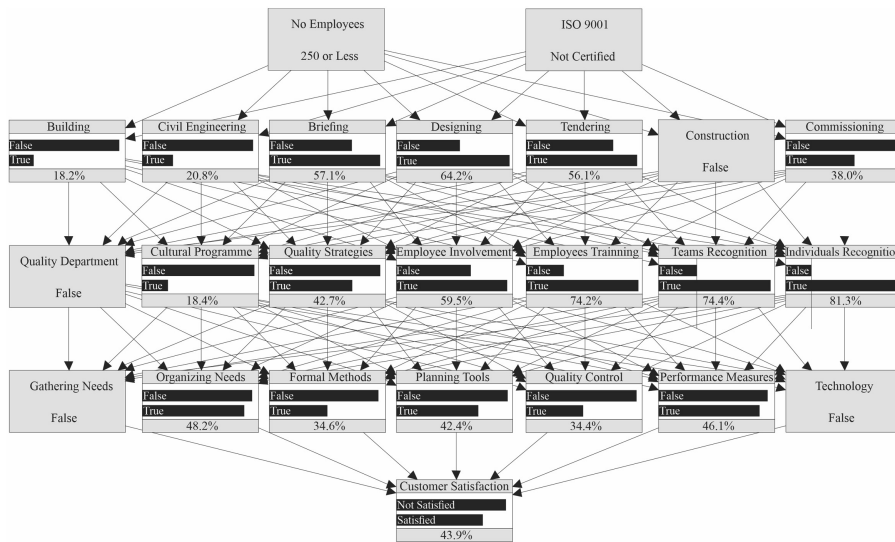 No Employees
250 or Less
ISO 9001
Not Certified
Building
False
True
18.2%
Civil Engineering
False
True
20.8%
Briefing
False
True
57.1%
Designing
False
True
64.2%
Tendering
False
True
56.1%
Construction
False
Commissioning
False
True
38.0%
Quality Department
False
Cultural Programme
False
True
18.4%
Quality Strategies
False
True
42.7%
Employee Involvement
False
True
59.5%
Employees Trainning
False
True
74.2%
Teams Recognition
False
True
74.4%
Individuals Recognitio
False
True
81.3%
Gathering Needs
False
Organizing Needs
False
True
48.2%
Formal Methods
False
True
34.6%
Planning Tools
False
True
42.4%
Quality Control
False
True
34.4%
Performance Measures
False
True
46.1%
Technology
False
Customer Satisfaction
Not Satisfied
Satisfied
43.9%